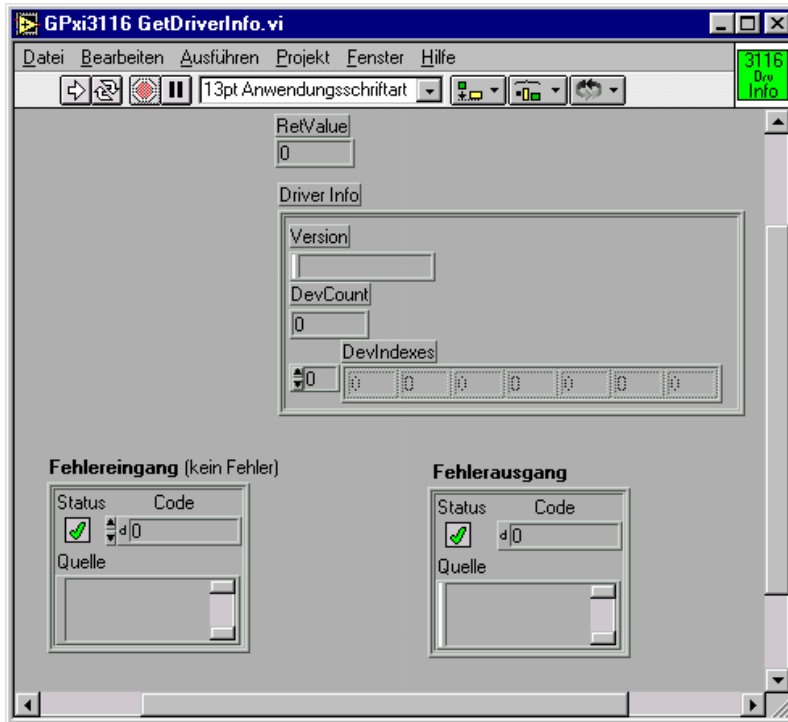 GPxi3116 GetDriverInfo.vi
Datei Bearbeiten Ausführen Projekt Fenster Hilfe
3116
Drv
Info
13pt Anwendungsschriftart
RetValue
0
Driver Info
Version
DevCount
0
DevIndexes
0 0 0 0 0 0 0 0
Fehlereingang (kein Fehler)
Status Code
d 0
Quelle
Fehlerausgang
Status Code
d 0
Quelle